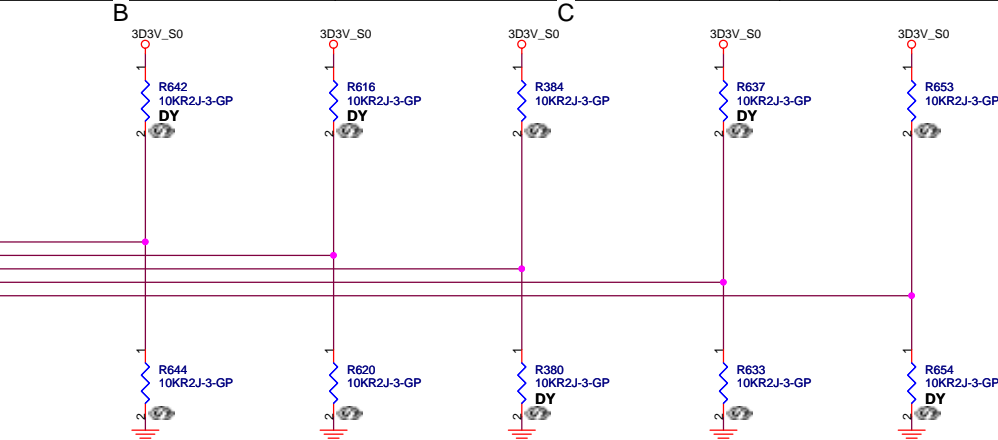 B
C
3D3V_S0
3D3V_S0
3D3V_S0
3D3V_S0
3D3V_S0
1
R642
10KR2J-3-GP
DY
2
1
R616
10KR2J-3-GP
DY
2
1
R384
10KR2J-3-GP
2
1
R637
10KR2J-3-GP
DY
2
1
R653
10KR2J-3-GP
2
1
R644
10KR2J-3-GP
2
1
R620
10KR2J-3-GP
2
1
R380
10KR2J-3-GP
DY
2
1
R633
10KR2J-3-GP
2
1
R654
10KR2J-3-GP
DY
2